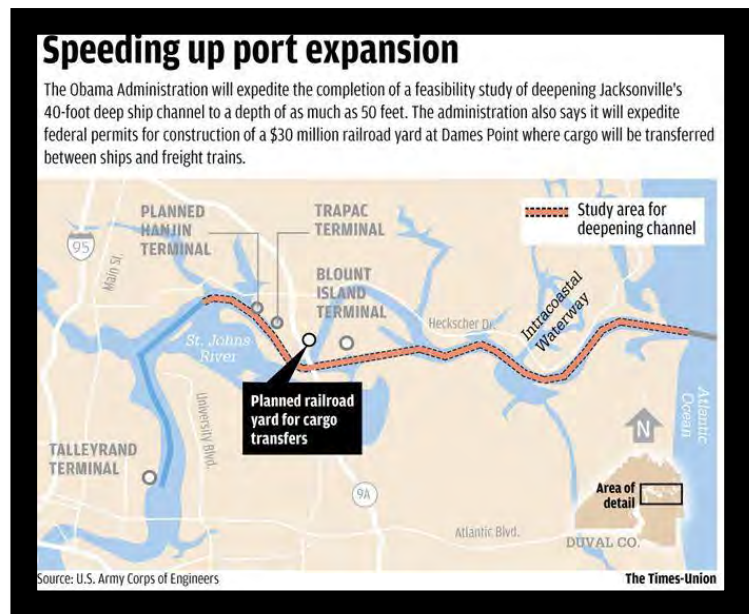 Speeding up port expansion
The Obama Administration will expedite the completion of a feasibility study of deepening Jacksonville's
40-foot deep ship channel to a depth of as much as 50 feet. The administration also says it will expedite
federal permits for construction of a $30 million railroad yard at Dames Point where cargo will be transferred
between ships and freight trains.
PLANNED
HANJIN
TERMINAL
TRAPAC
TERMINAL
Study area for
deepening channel
95
Main St.
BLOUNT
ISLAND
TERMINAL
Heckscher Dr.
Intracoastal
Waterway
St. Johns
River
Planned railroad
yard for cargo
transfers
University Blvd.
Atlantic
Ocean
N
TALLEYRAND
TERMINAL
9A
Area of
detail
Atlantic Blvd.
DUVAL CO.
Source: U.S. Army Corps of Engineers
The Times-Union